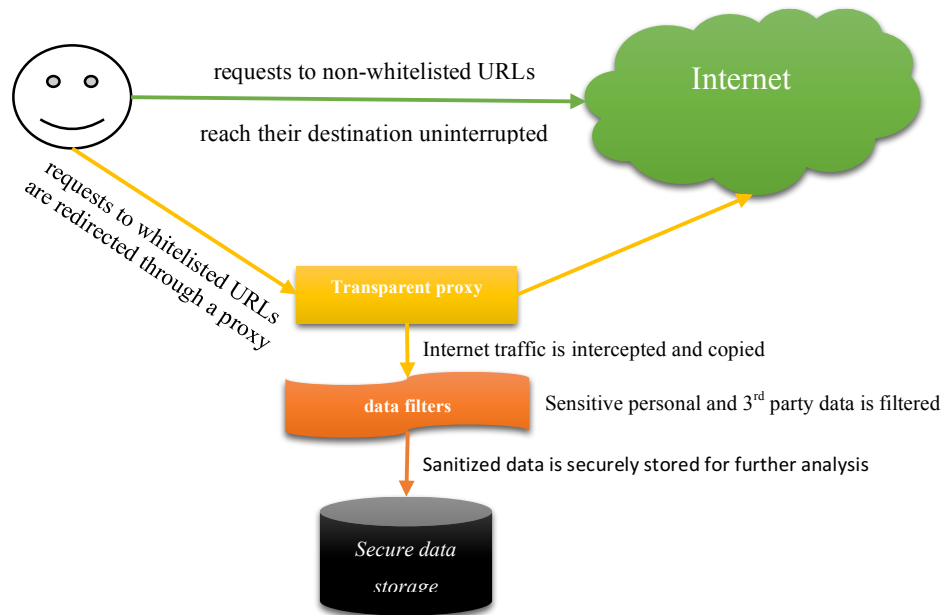 requests to non-whitelisted URLs
Internet
reach their destination uninterrupted
requests to whitelisted URLs
are redirected through a proxy
Transparent proxy
Internet traffic is intercepted and copied
data filters
Sensitive personal and 3rd party data is filtered
Sanitized data is securely stored for further analysis
Secure data
storage